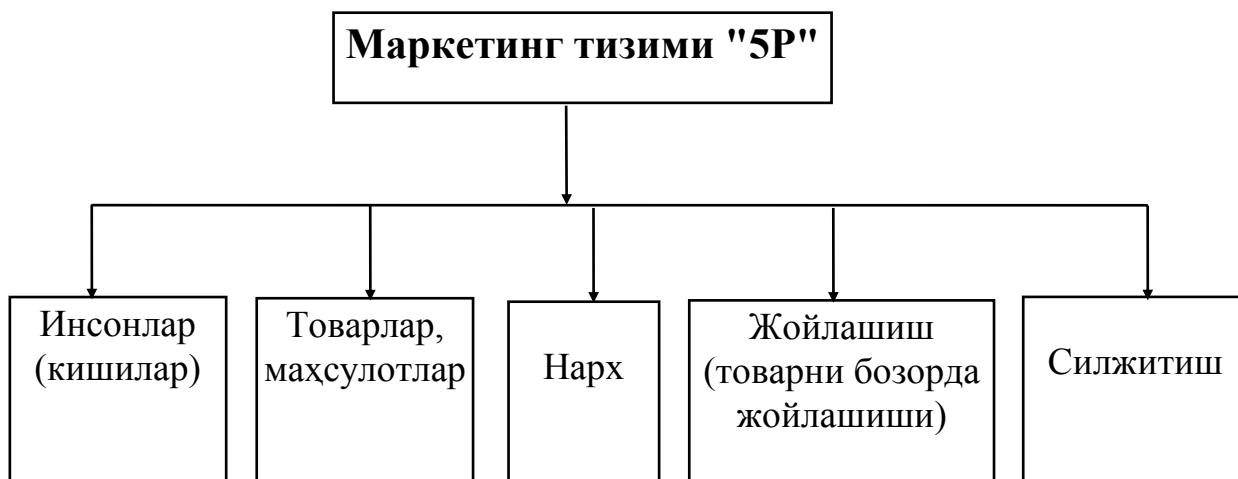 Маркетинг тизими "5P"
Инсонлар
(кишилар)
Товарлар,
маҳсулотлар
Нарх
Жойлашиш
(товарни бозорда
жойлашиши)
Силжитиш